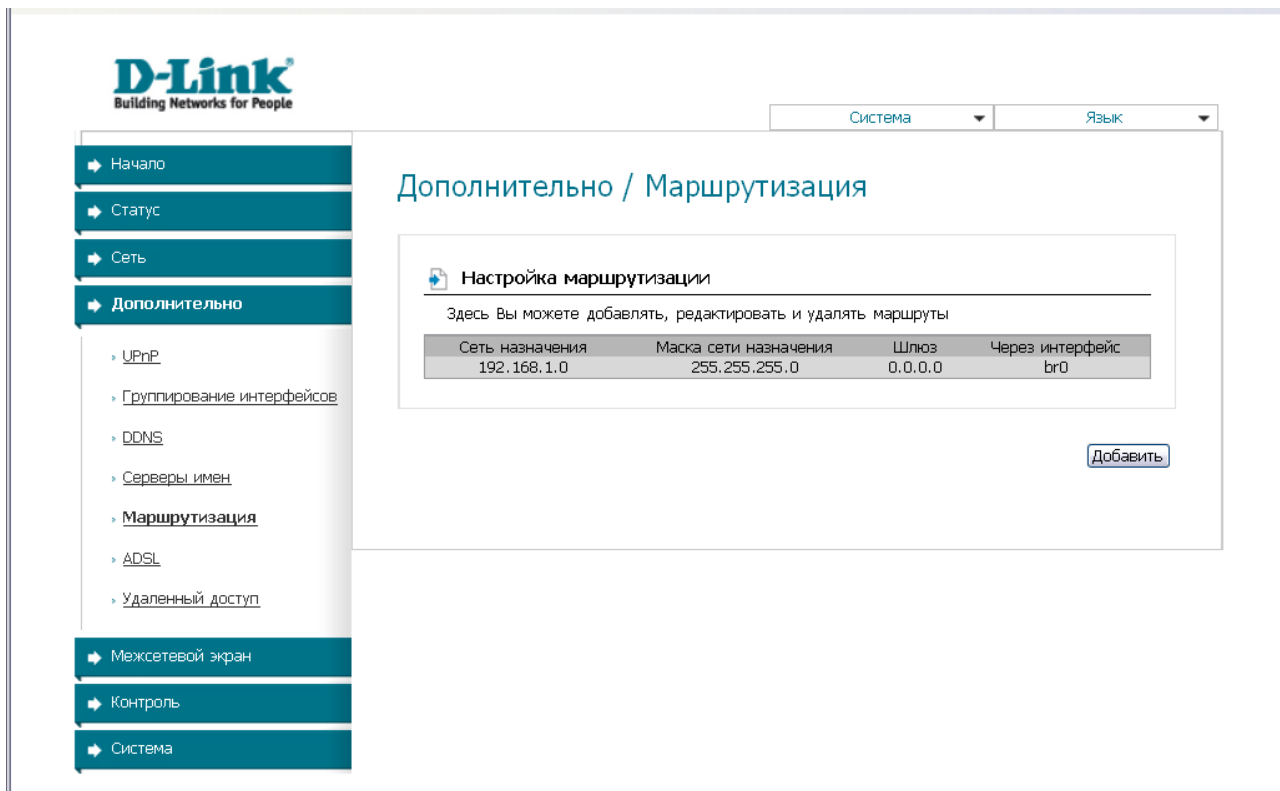 D-Link
Building Networks for People
Система
Язык
Начало
Статус
Сеть
Дополнительно
UPnP
Группирование интерфейсов
DDNS
Серверы имен
Маршрутизация
ADSL
Удаленный доступ
Межсетевой экран
Контроль
Система
Дополнительно / Маршрутизация
Настройка маршрутизации
Здесь Вы можете добавлять, редактировать и удалять маршруты
Сеть назначения Маска сети назначения Шлюз Через интерфейс
192.168.1.0 255.255.255.0 0.0.0.0 br0
Добавить